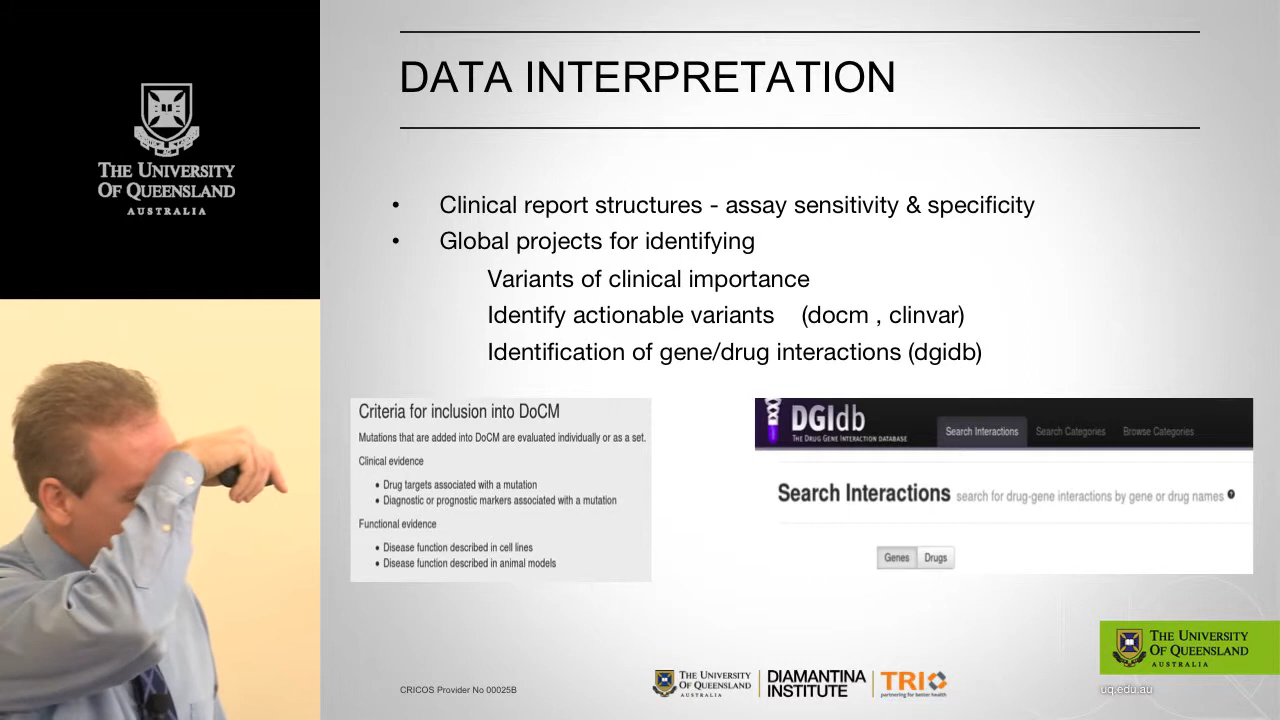 THE UNIVERSITY
OF QUEENSLAND
AUSTRALIA
DATA INTERPRETATION
• Clinical report structures - assay sensitivity & specificity
• Global projects for identifying
Variants of clinical importance
Identify actionable variants (docm , clinvar)
Identification of gene/drug interactions (dgidb)
Criteria for inclusion into DoCM
Mutations that are added into DoCM are evaluated individually or as a set.
Clinical evidence
• Drug targets associated with a mutation
• Diagnostic or prognostic markers associated with a mutation
Functional evidence
• Disease function described in cell lines
• Disease function described in animal models
DGIdb
THE DRUG GENE INTERACTION DATABASE
Search Interactions Search Categories Browse Categories
Search Interactions search for drug-gene interactions by gene or drug names ?
Genes Drugs
CRICOS Provider No 00025B
THE UNIVERSITY
OF QUEENSLAND
AUSTRALIA
DIAMANTINA
INSTITUTE
TRI
partnering for better health
THE UNIVERSITY
OF QUEENSLAND
AUSTRALIA
uq.edu.au